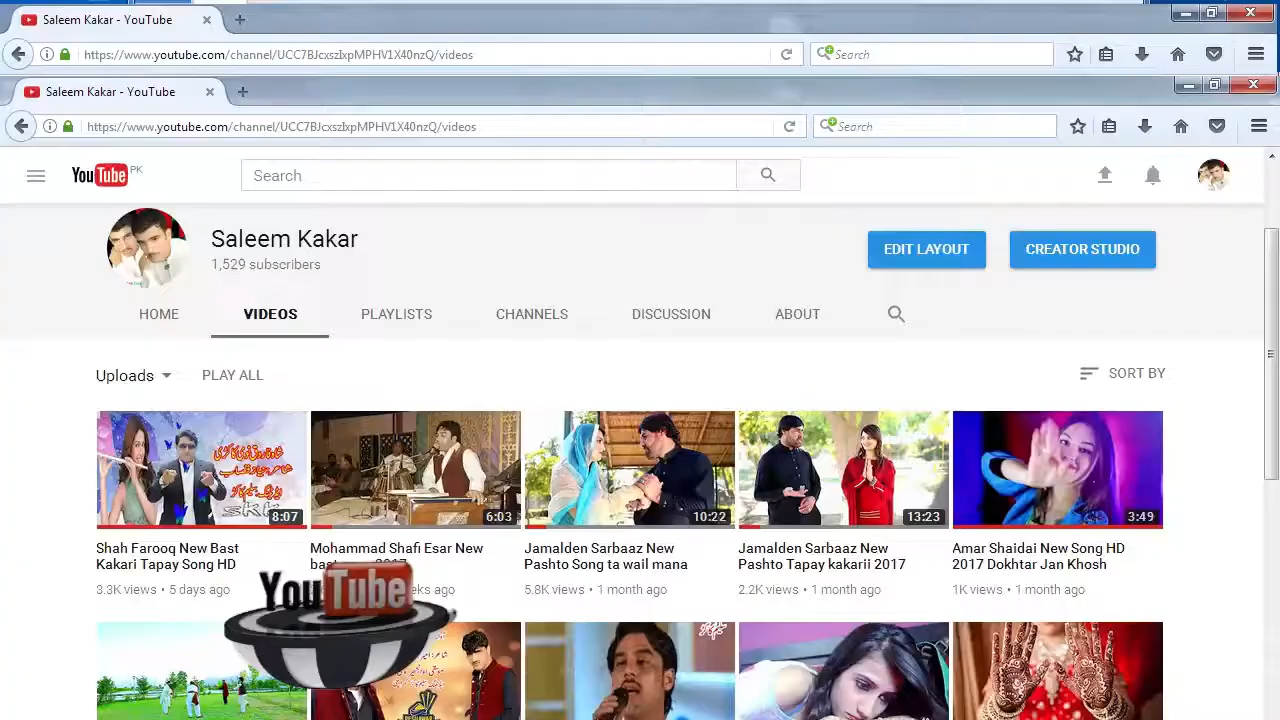 Saleem Kakar - YouTube
https://www.youtube.com/channel/UCC7BJcxszIxpMPHV1X40nzQ/videos
Search
Saleem Kakar - YouTube
https://www.youtube.com/channel/UCC7BJcxszIxpMPHV1X40nzQ/videos
Search
YouTube PK
Search
Saleem Kakar
1,529 subscribers
EDIT LAYOUT
CREATOR STUDIO
HOME
VIDEOS
PLAYLISTS
CHANNELS
DISCUSSION
ABOUT
Uploads
PLAY ALL
SORT BY
8:07
6:03
10:22
13:23
3:49
Shah Farooq New Bast
Kakari Tapay Song HD
3.3K views • 5 days ago
Mohammad Shafi Esar New
ago
Jamalden Sarbaaz New
Pashto Song ta wail mana
5.8K views • 1 month ago
Jamalden Sarbaaz New
Pashto Tapay kakarii 2017
2.2K views • 1 month ago
Amar Shaidai New Song HD
2017 Dokhtar Jan Khosh
1K views • 1 month ago
YouTube